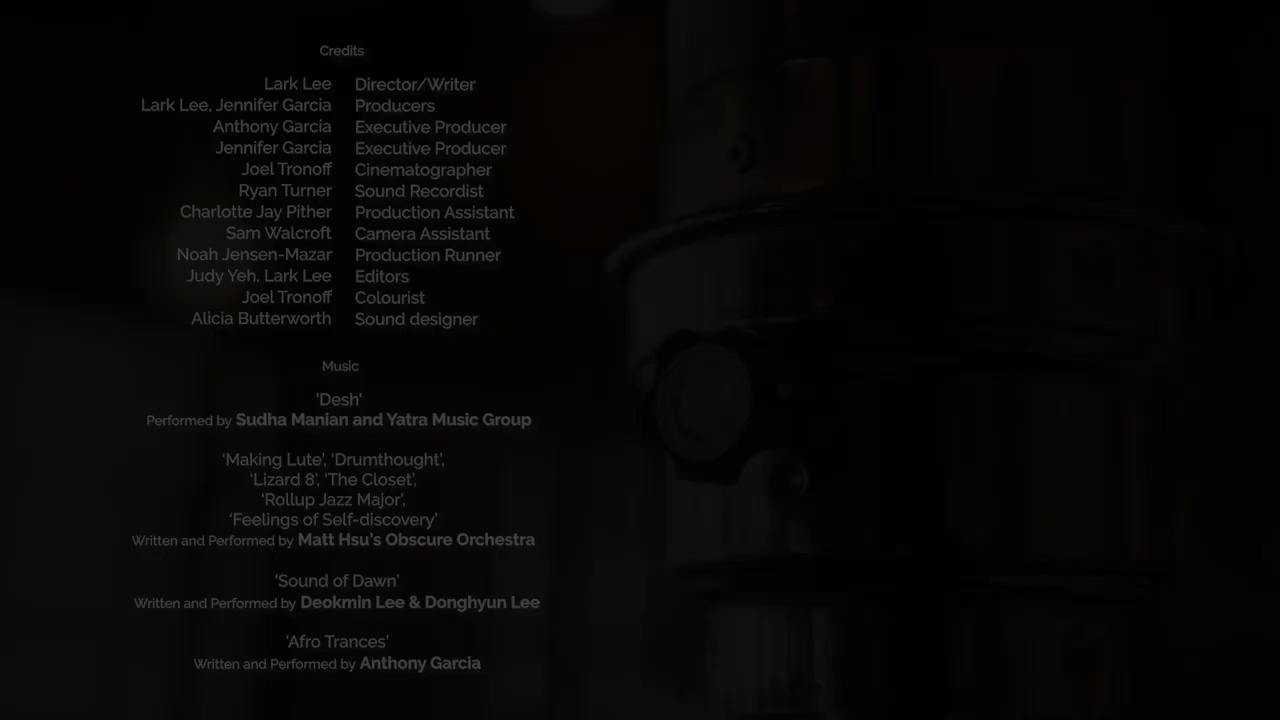 Credits
Lark Lee Director/Writer
Lark Lee, Jennifer Garcia Producers
Anthony Garcia Executive Producer
Jennifer Garcia Executive Producer
Joel Tronoff Cinematographer
Ryan Turner Sound Recordist
Charlotte Jay Pither Production Assistant
Sam Walcroft Camera Assistant
Noah Jensen-Mazar Production Runner
Judy Yeh, Lark Lee Editors
Joel Tronoff Colourist
Alicia Butterworth Sound designer
Music
'Desh'
Performed by Sudha Manian and Yatra Music Group
‘Making Lute’, ‘Drumthought’,
‘Lizard 8’, ‘The Closet’,
‘Rollup Jazz Major’,
‘Feelings of Self-discovery’
Written and Performed by Matt Hsu’s Obscure Orchestra
‘Sound of Dawn’
Written and Performed by Deokmin Lee & Donghyun Lee
‘Afro Trances’
Written and Performed by Anthony Garcia